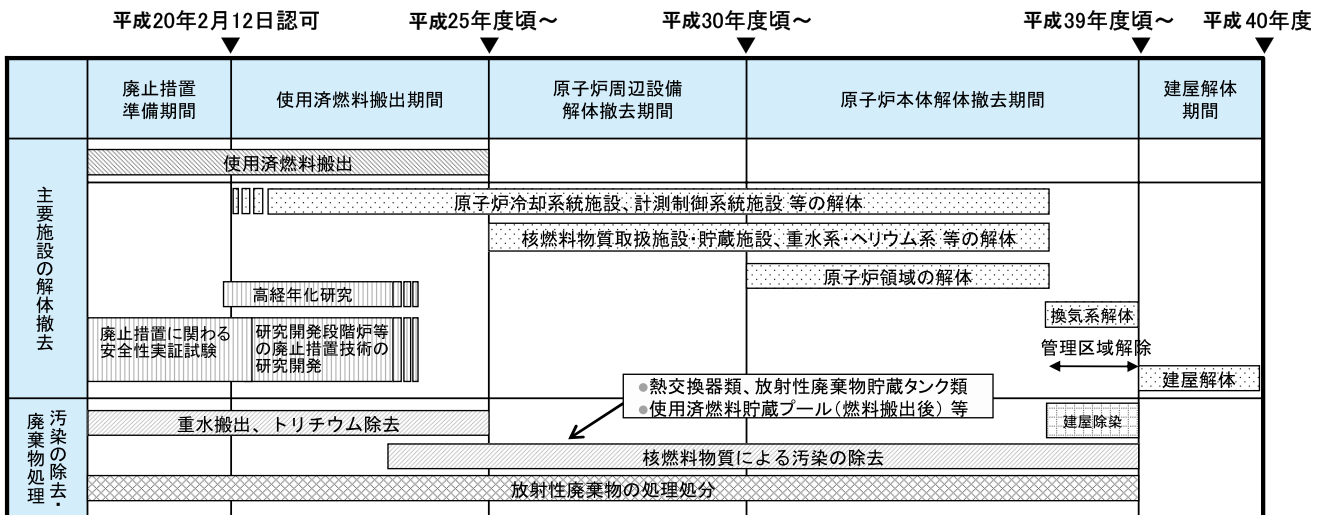 平成20年2月12日認可
平成25年度頃～
平成30年度頃～
平成39年度頃～
平成40年度
廃止措置
準備期間
使用済燃料搬出期間
原子炉周辺設備
解体撤去期間
原子炉本体解体撤去期間
建屋解体
期間
主要施設の解体撤去
使用済燃料搬出
原子炉冷却系統施設、計測制御系統施設 等の解体
核燃料物質取扱施設・貯蔵施設、重水系・ヘリウム系 等の解体
原子炉領域の解体
高経年化研究
換気系解体
廃止措置に関わる
安全性実証試験
研究開発段階炉等
の廃止措置技術の
研究開発
管理区域解除
建屋解体
●熱交換器類、放射性廃棄物貯蔵タンク類
●使用済燃料貯蔵プール(燃料搬出後) 等
汚染の除去・
廃棄物処理
重水搬出、トリチウム除去
建屋除染
核燃料物質による汚染の除去
放射性廃棄物の処理処分